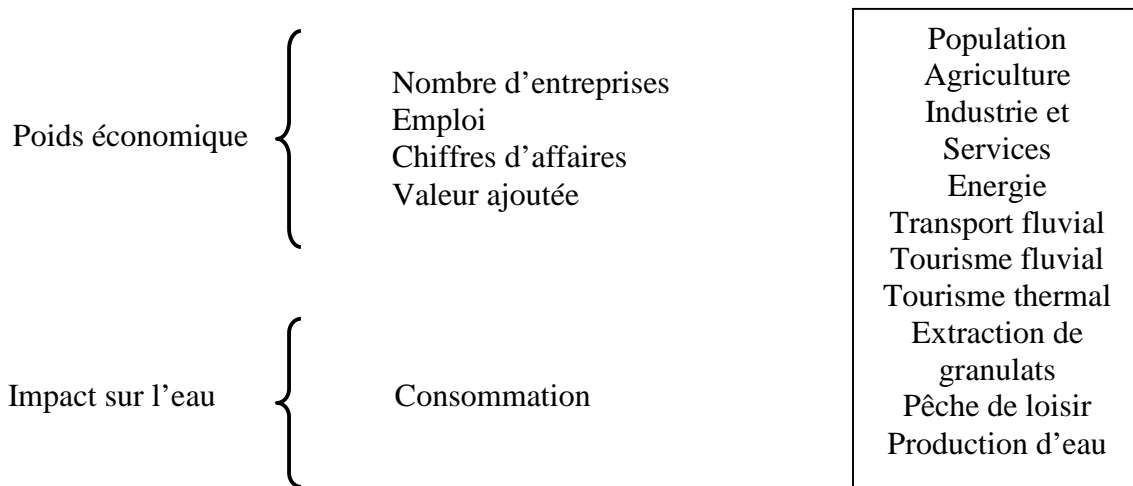 Poids économique
Nombre d'entreprises
Emploi
Chiffres d'affaires
Valeur ajoutée
Impact sur l'eau
Consommation
Population
Agriculture
Industrie et
Services
Energie
Transport fluvial
Tourisme fluvial
Tourisme thermal
Extraction de
granulats
Pêche de loisir
Production d'eau